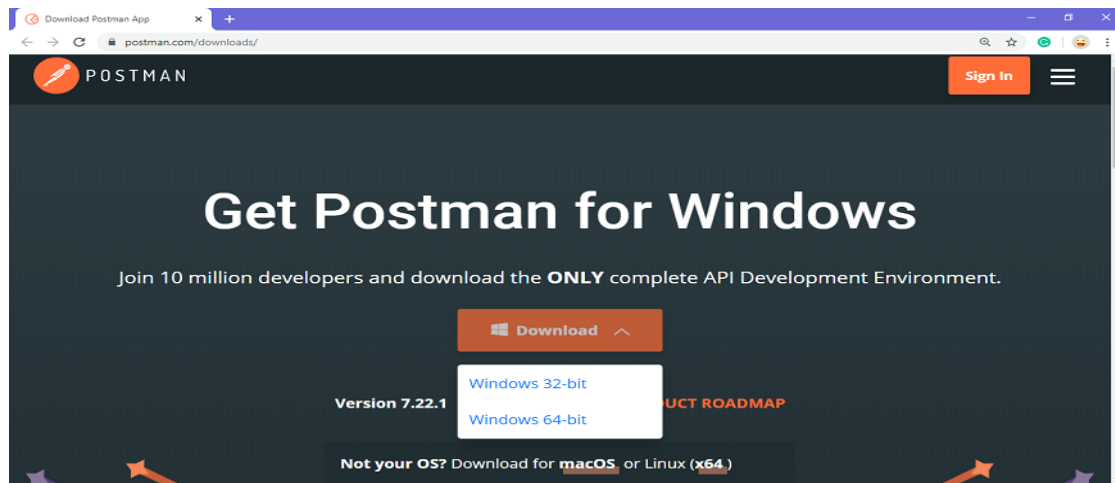 Download Postman App
postman.com/downloads/
POSTMAN
Sign In
Get Postman for Windows
Join 10 million developers and download the ONLY complete API Development Environment.
Download
Windows 32-bit
Version 7.22.1 UCT ROADMAP
Windows 64-bit
Not your OS? Download for macOS or Linux (x64)